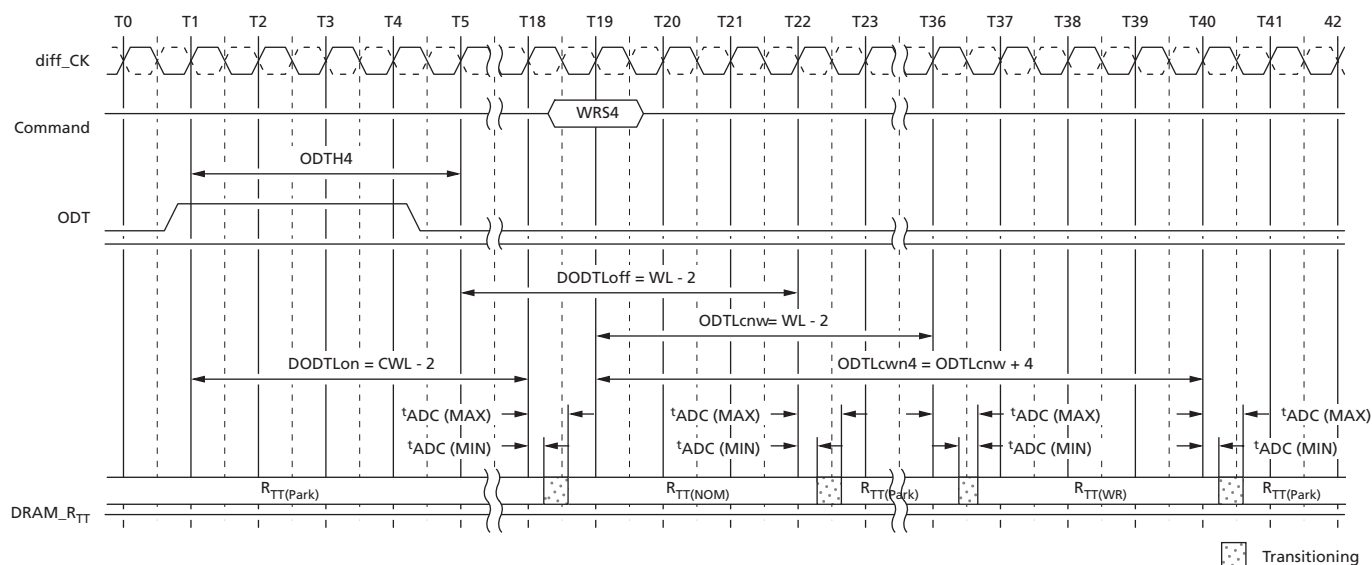 T0 T1 T2 T3 T4 T5 T18 T19 T20 T21 T22 T23 T36 T37 T38 T39 T40 T41 42
diff_CK
WRS4
Command
ODTH4
ODT
DODTLoff = WL - 2
ODTLcnw= WL - 2
DODTLon = CWL - 2 ODTLcwn4 = ODTLcnw + 4
tADC (MAX) tADC (MAX) tADC (MAX) tADC (MAX)
tADC (MIN) tADC (MIN) tADC (MIN) tADC (MIN)
RTT(Park) RTT(NOM) RTT(Park) RTT(WR) RTT(Park)
DRAM_RTT
Transitioning